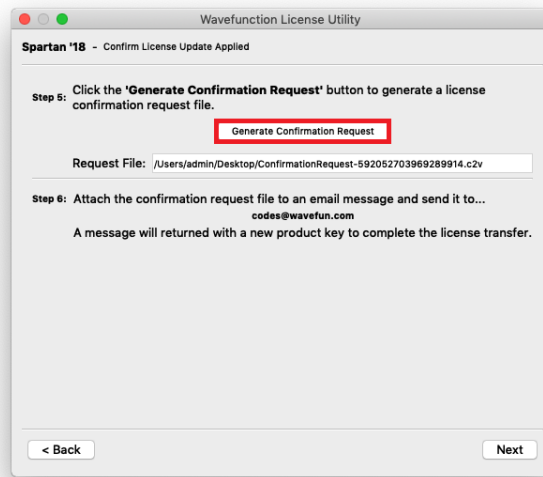 Wavefunction License Utility
Spartan '18 - Confirm License Update Applied
Step 5: Click the 'Generate Confirmation Request' button to generate a license
confirmation request file.
Generate Confirmation Request
Request File: /Users/admin/Desktop/ConfirmationRequest-592052703969289914.c2v
Step 6: Attach the confirmation request file to an email message and send it to...
codes@wavefun.com
A message will returned with a new product key to complete the license transfer.
< Back
Next